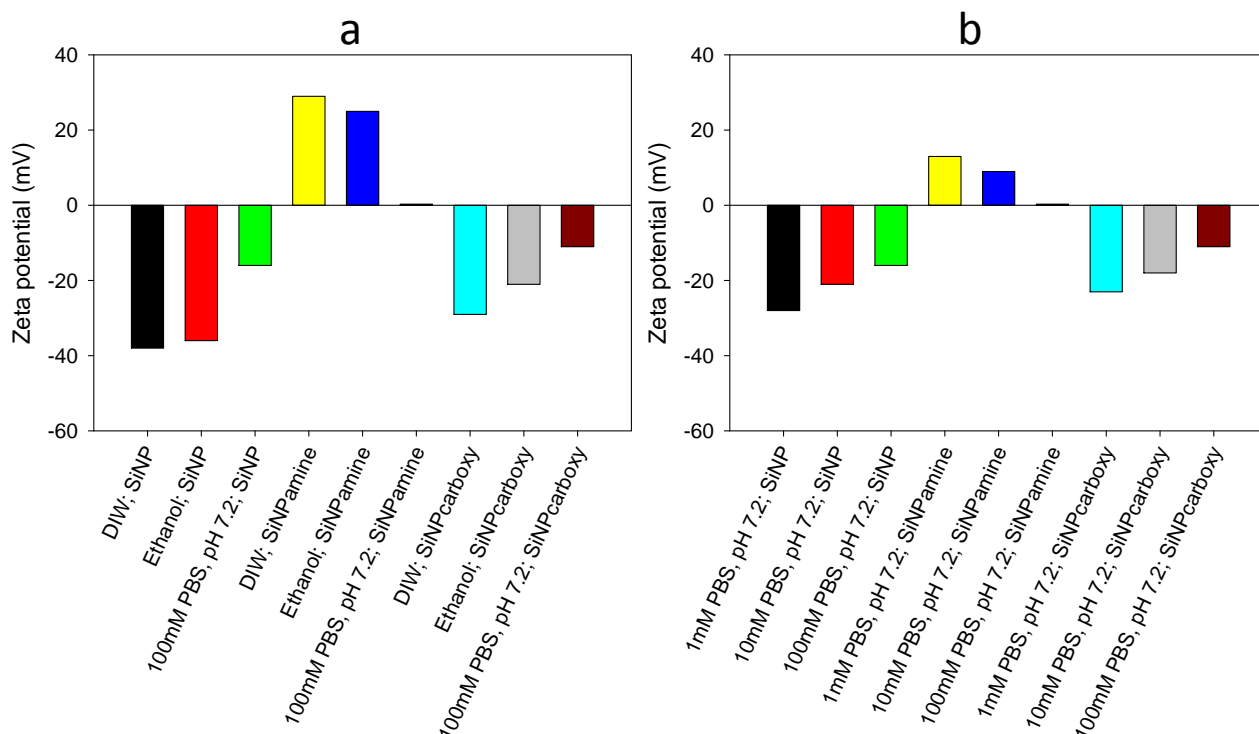 a
Zeta potential (mV)
40
20
0
-20
-40
-60
DIW; SiNP
Ethanol; SiNP
100mM PBS, pH 7.2; SiNP
DIW; SiNPamine
Ethanol; SiNPamine
100mM PBS, pH 7.2; SiNPamine
DIW; SiNPcarboxy
Ethanol; SiNPcarboxy
100mM PBS, pH 7.2; SiNPcarboxy
b
Zeta potential (mV)
40
20
0
-20
-40
-60
1mM PBS, pH 7.2; SiNP
10mM PBS, pH 7.2; SiNP
100mM PBS, pH 7.2; SiNP
1mM PBS, pH 7.2; SiNPamine
10mM PBS, pH 7.2; SiNPamine
100mM PBS, pH 7.2; SiNPamine
1mM PBS, pH 7.2; SiNPcarboxy
10mM PBS, pH 7.2; SiNPcarboxy
100mM PBS, pH 7.2; SiNPcarboxy